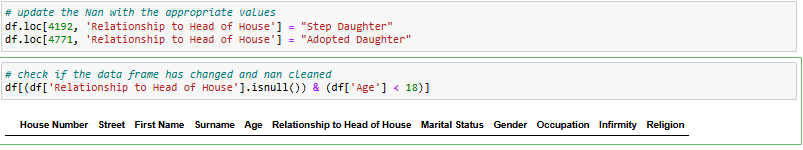 # update the Nan with the appropriate values
df.loc[4192, 'Relationship to Head of House'] = "Step Daughter"
df.loc[4771, 'Relationship to Head of House'] = "Adopted Daughter"
# check if the data frame has changed and nan cleaned
df[(df['Relationship to Head of House'].isnull()) & (df['Age'] < 18)]
House Number Street First Name Surname Age Relationship to Head of House Marital Status Gender Occupation Infirmity Religion